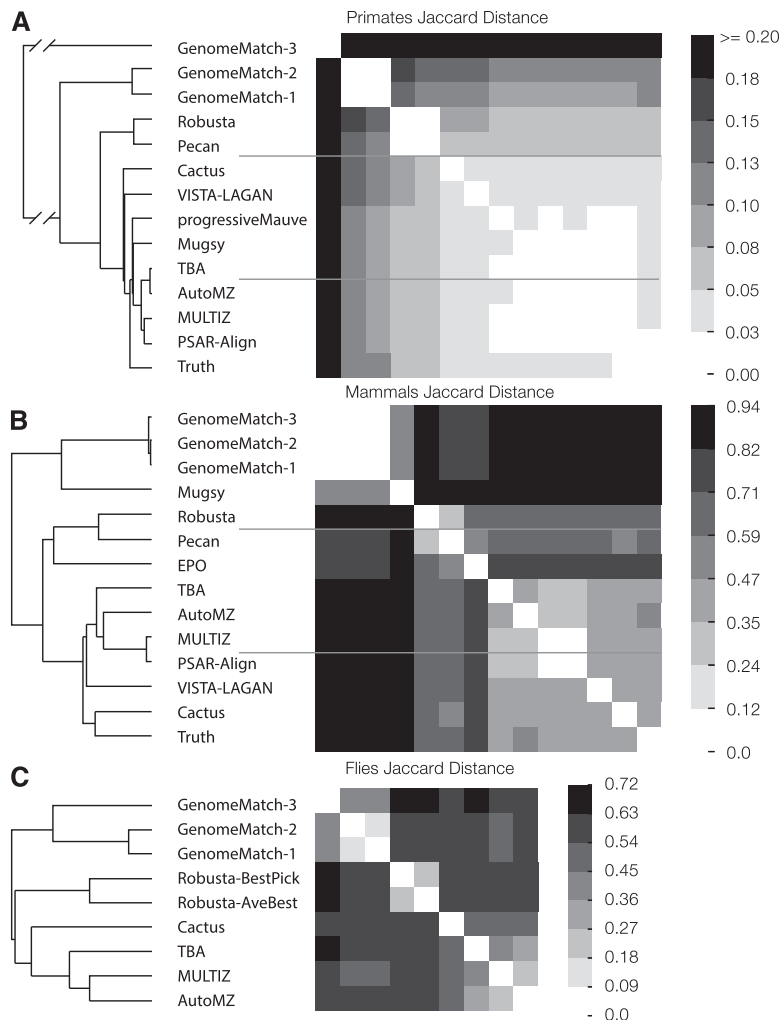 A
Primates Jaccard Distance
GenomeMatch-3
GenomeMatch-2
GenomeMatch-1
Robusta
Pecan
Cactus
VISTA-LAGAN
progressiveMauve
Mugsy
TBA
AutoMZ
MULTIZ
PSAR-Align
Truth
>= 0.20
0.18
0.15
0.13
0.10
0.08
0.05
0.03
0.00
B
Mammals Jaccard Distance
GenomeMatch-3
GenomeMatch-2
GenomeMatch-1
Mugsy
Robusta
Pecan
EPO
TBA
AutoMZ
MULTIZ
PSAR-Align
VISTA-LAGAN
Cactus
Truth
0.94
0.82
0.71
0.59
0.47
0.35
0.24
0.12
0.0
C
Flies Jaccard Distance
GenomeMatch-3
GenomeMatch-2
GenomeMatch-1
Robusta-BestPick
Robusta-AveBest
Cactus
TBA
MULTIZ
AutoMZ
0.72
0.63
0.54
0.45
0.36
0.27
0.18
0.09
0.0